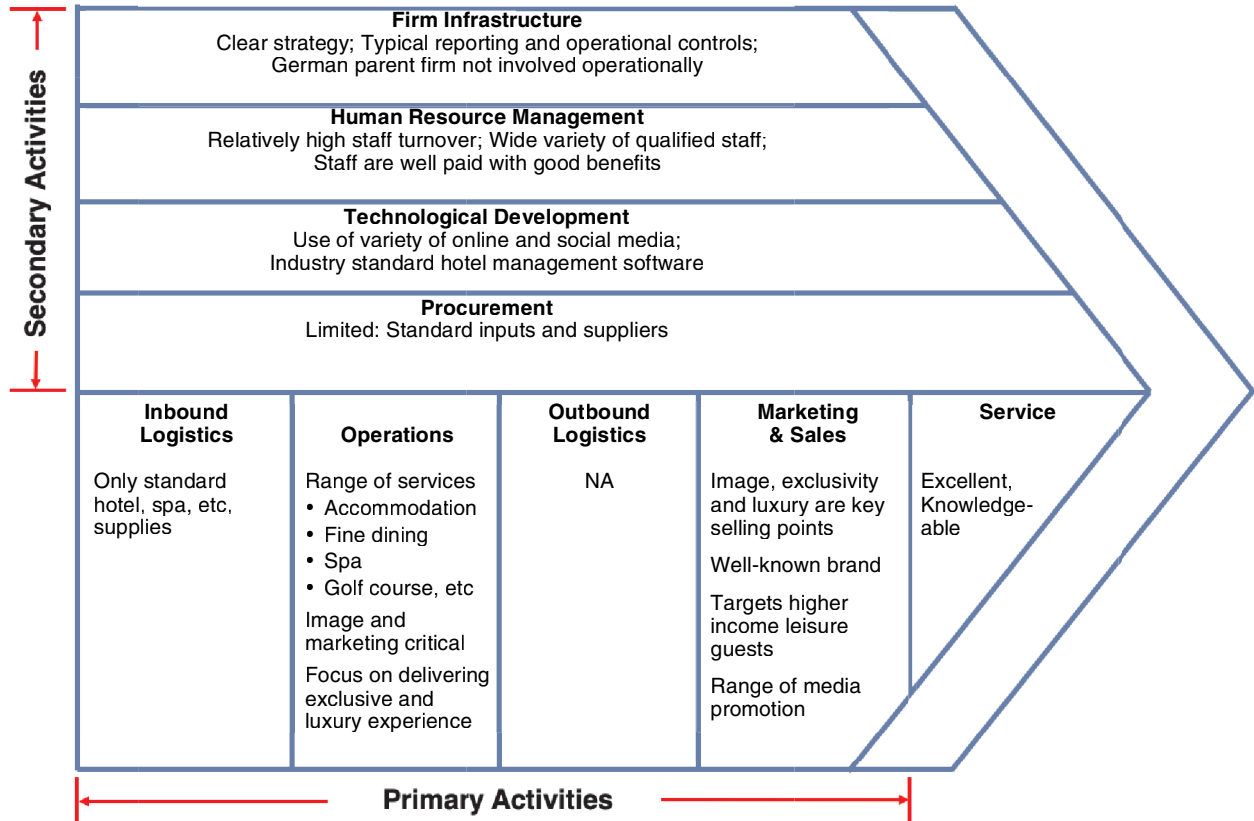 Secondary Activities
Firm Infrastructure
Clear strategy; Typical reporting and operational controls;
German parent firm not involved operationally
Human Resource Management
Relatively high staff turnover; Wide variety of qualified staff;
Staff are well paid with good benefits
Technological Development
Use of variety of online and social media;
Industry standard hotel management software
Procurement
Limited: Standard inputs and suppliers
Inbound
Logistics
Only standard
hotel, spa, etc,
supplies
Operations
Range of services
• Accommodation
• Fine dining
• Spa
• Golf course, etc
Image and
marketing critical
Focus on delivering
exclusive and
luxury experience
Outbound
Logistics
NA
Marketing
& Sales
Image, exclusivity
and luxury are key
selling points
Well-known brand
Targets higher
income leisure
guests
Range of media
promotion
Service
Excellent,
Knowledge-
able
Primary Activities